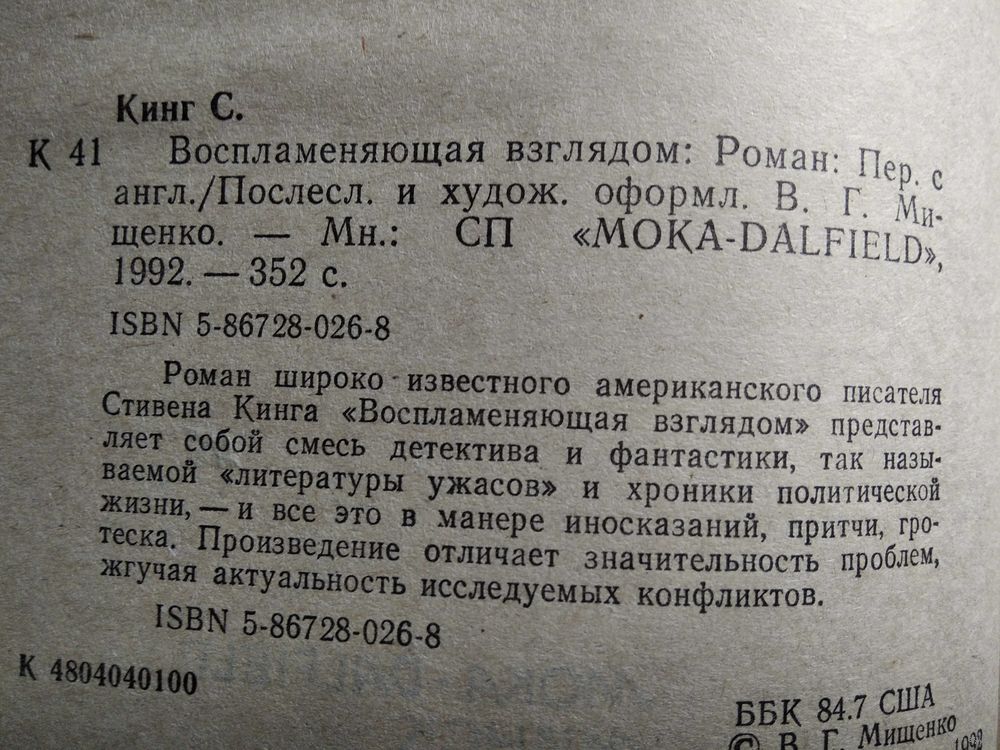 Кинг С.
К 41 Воспламеняющая взглядом: Роман: Пер. с
англ./Послесл. и худож. оформл. В. Г. Ми-
щенко. — Мн.: СП «MOKA-DALFIELD»,
1992. — 352 с.
ISBN 5-86728-026-8
Роман широко известного американского писателя
Стивена Кинга «Воспламеняющая взглядом» представ-
ляет собой смесь детектива и фантастики, так назы-
ваемой «литературы ужасов» и хроники политической
жизни, — и все это в манере иносказаний, притчи, гро-
теска. Произведение отличает значительность проблем,
жгучая актуальность исследуемых конфликтов.
ISBN 5-86728-026-8
К 4804040100
ББК 84.7 США
© В. Г. Мищенко
1992